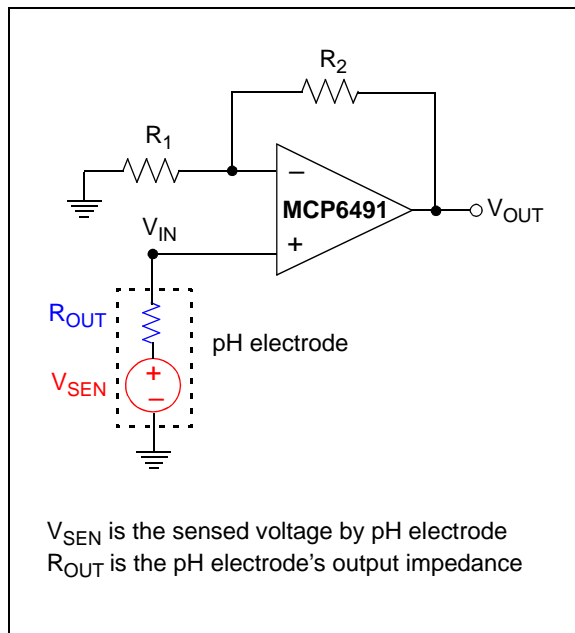 R2
R1
−
MCP6491
VOUT
VIN
+
ROUT
pH electrode
+
VSEN
−
VSEN is the sensed voltage by pH electrode
ROUT is the pH electrode's output impedance